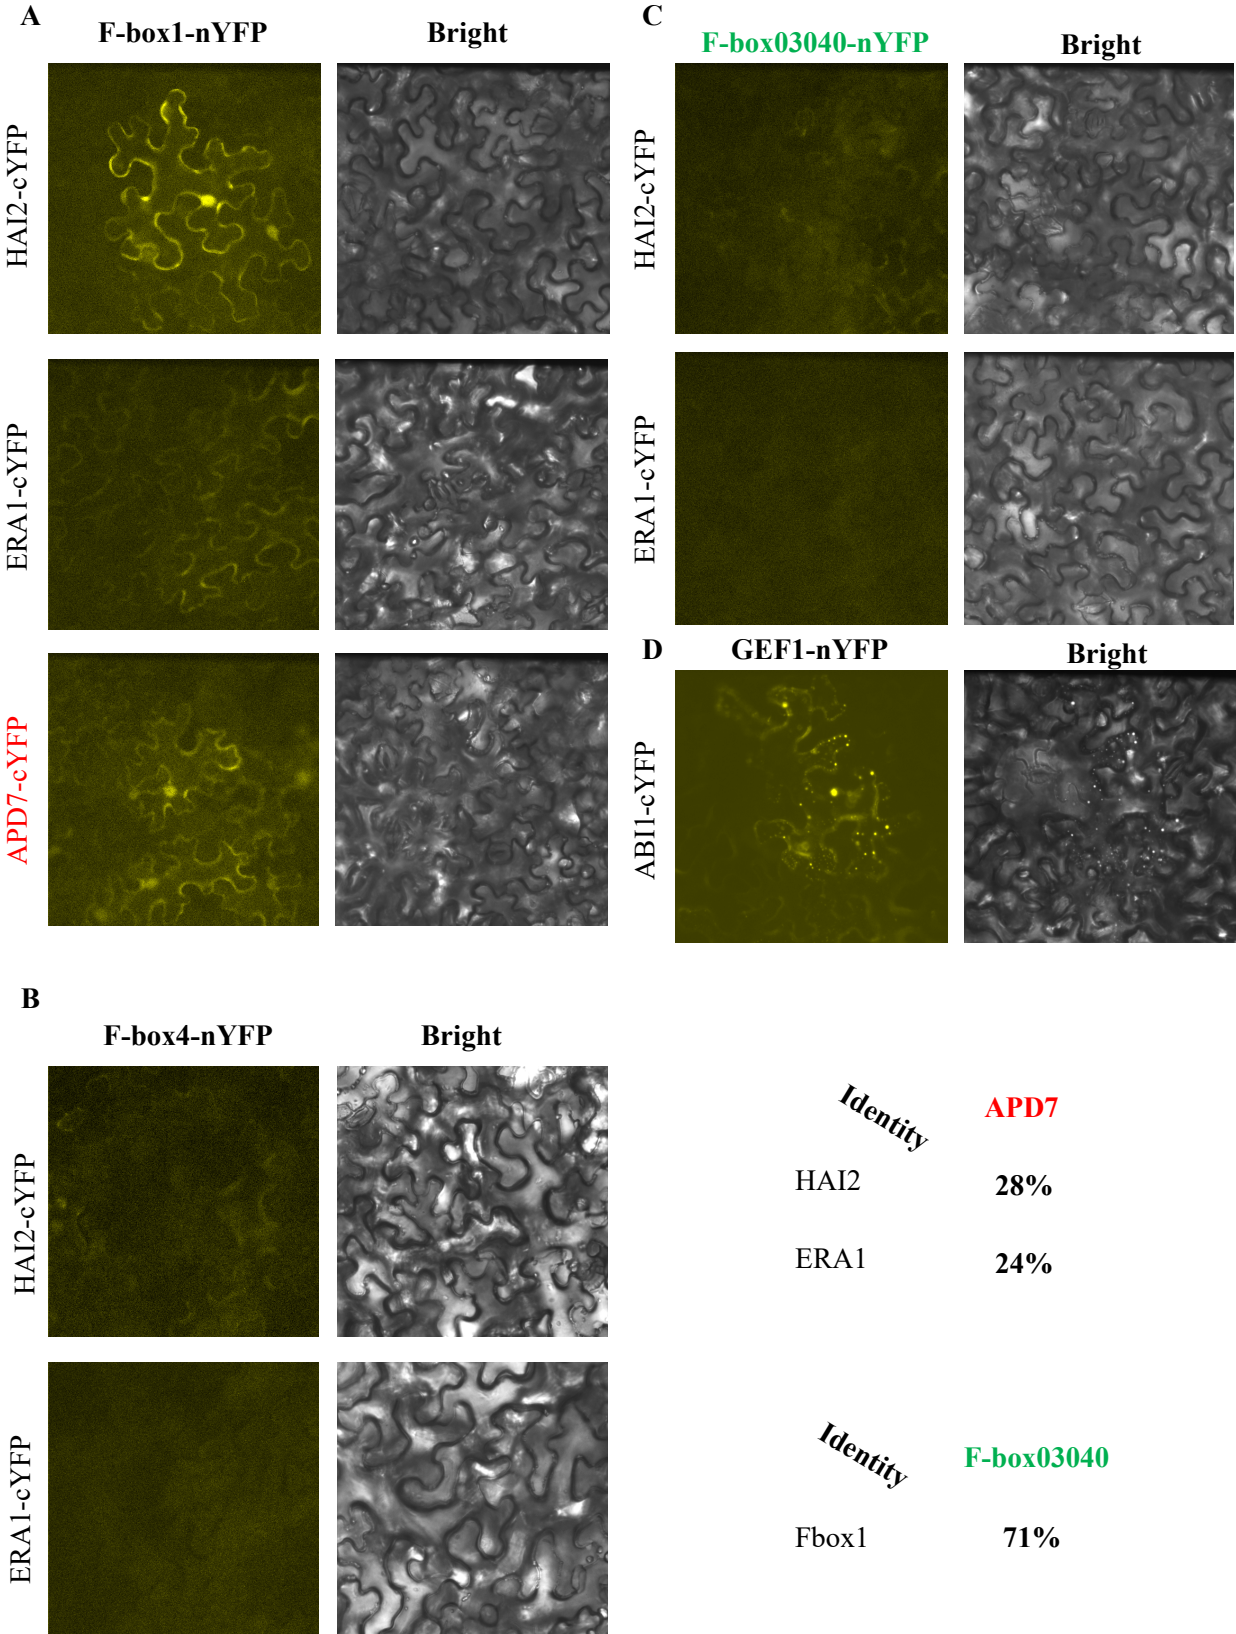 A
F-box1-nYFP
Bright
HAI2-cYFP
ERA1-cYFP
APD7-cYFP
B
F-box4-nYFP
Bright
HAI2-cYFP
ERA1-cYFP
C
F-box03040-nYFP
Bright
HAI2-cYFP
ERA1-cYFP
D
GEF1-nYFP
Bright
ABI1-cYFP
Identity
APD7
HAI2 28%
ERA1 24%
Identity
F-box03040
Fbox1 71%